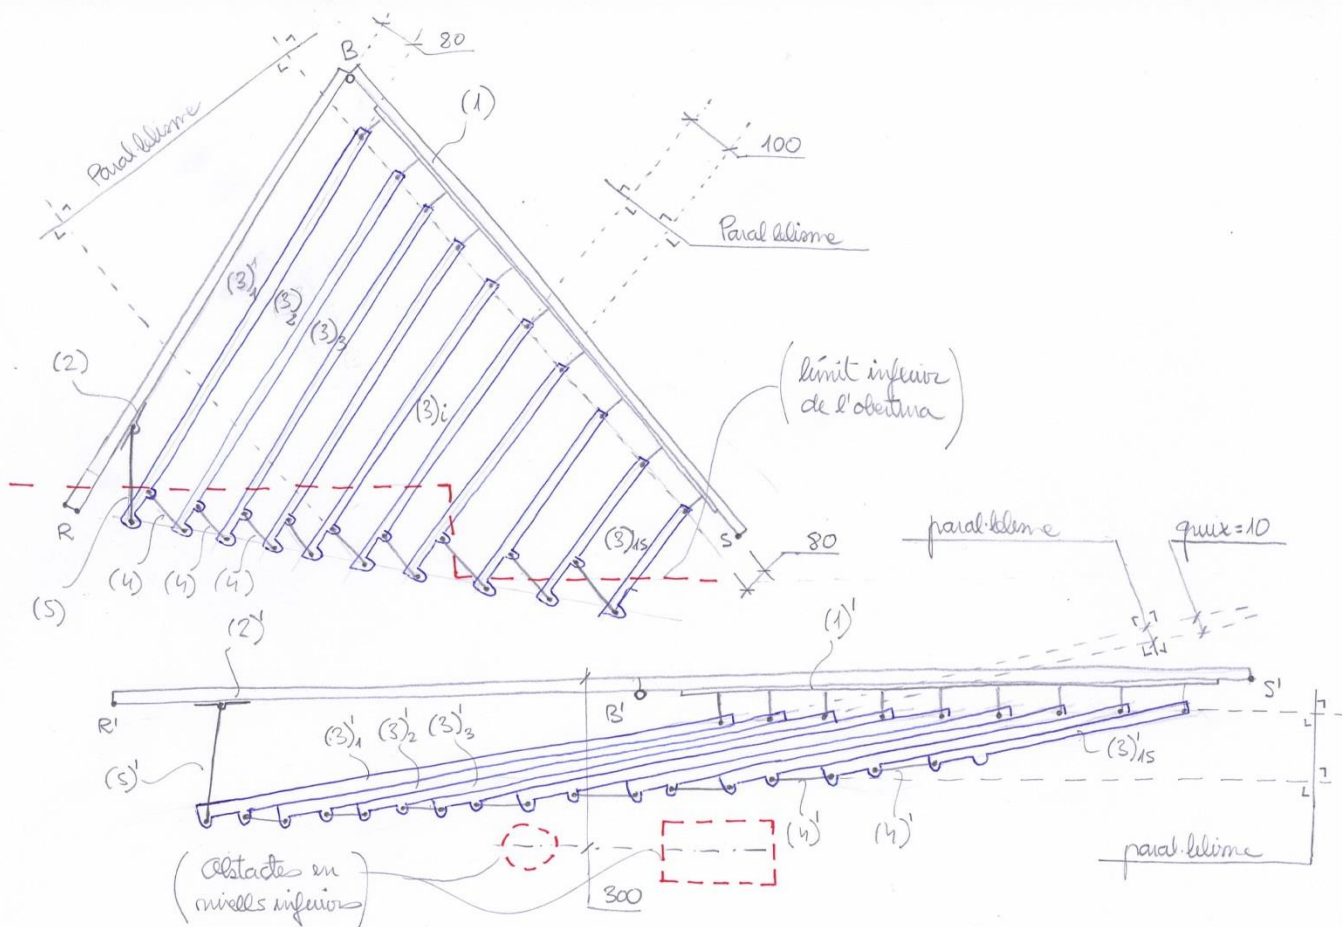 B
80
(1)
Paral·lelisme
100
Paral·lelisme
(3)1
(3)2
(3)3
(2)
(3)i
(límit inferior
de l'obertura)
R
(5)
(4)
(4)
(4)
(3)15
S
80
paral·lelisme
gruix=10
(2)'
(1)'
R'
B'
S'
(3)'1
(3)'2
(3)'3
(5)'
(3)'15
(4)'
(4)'
(Obstacles en
nivells inferiors)
300
paral·lelisme